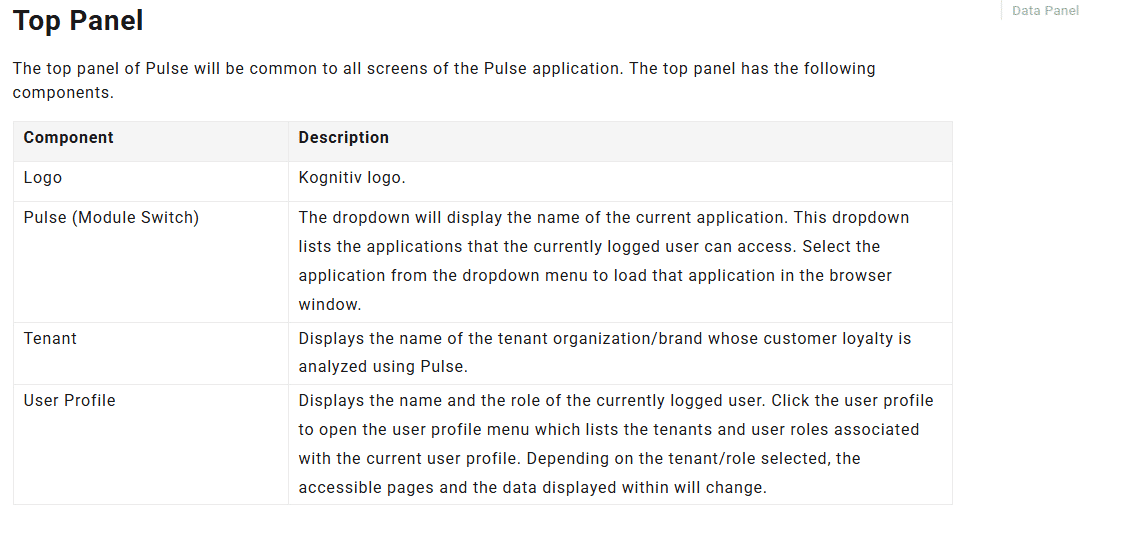 Top Panel
Data Panel
The top panel of Pulse will be common to all screens of the Pulse application. The top panel has the following
components.
Component Description
Logo Kognitiv logo.
Pulse (Module Switch) The dropdown will display the name of the current application. This dropdown
lists the applications that the currently logged user can access. Select the
application from the dropdown menu to load that application in the browser
window.
Tenant Displays the name of the tenant organization/brand whose customer loyalty is
analyzed using Pulse.
User Profile Displays the name and the role of the currently logged user. Click the user profile
to open the user profile menu which lists the tenants and user roles associated
with the current user profile. Depending on the tenant/role selected, the
accessible pages and the data displayed within will change.